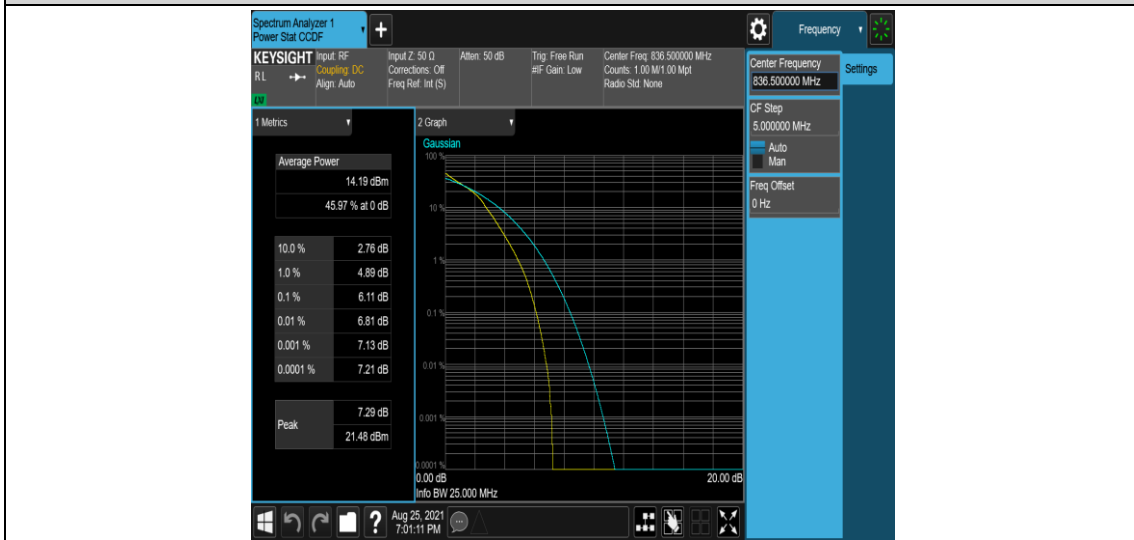 Spectrum Analyzer 1
Power Stat CCDF
Frequency
KEYSIGHT
RL
Input: RF
Coupling: DC
Align: Auto
Input Z: 50 Ω
Corrections: Off
Freq Ref: Int (S)
Atten: 50 dB
Trig: Free Run
#IF Gain: Low
Center Freq: 836.500000 MHz
Counts: 1.00 M/1.00 Mpt
Radio Std: None
Center Frequency
836.500000 MHz
Settings
CF Step
5.000000 MHz
Auto
Man
Freq Offset
0 Hz
1 Metrics
Average Power
14.19 dBm
45.97 % at 0 dB
10.0 % 2.76 dB
1.0 % 4.89 dB
0.1 % 6.11 dB
0.01 % 6.81 dB
0.001 % 7.13 dB
0.0001 % 7.21 dB
Peak
7.29 dB
21.48 dBm
2 Graph
Gaussian
100 %
10 %
1 %
0.1 %
0.01 %
0.001 %
0.0001 %
0.00 dB 20.00 dB
Info BW 25.000 MHz
Aug 25, 2021
7:01:11 PM